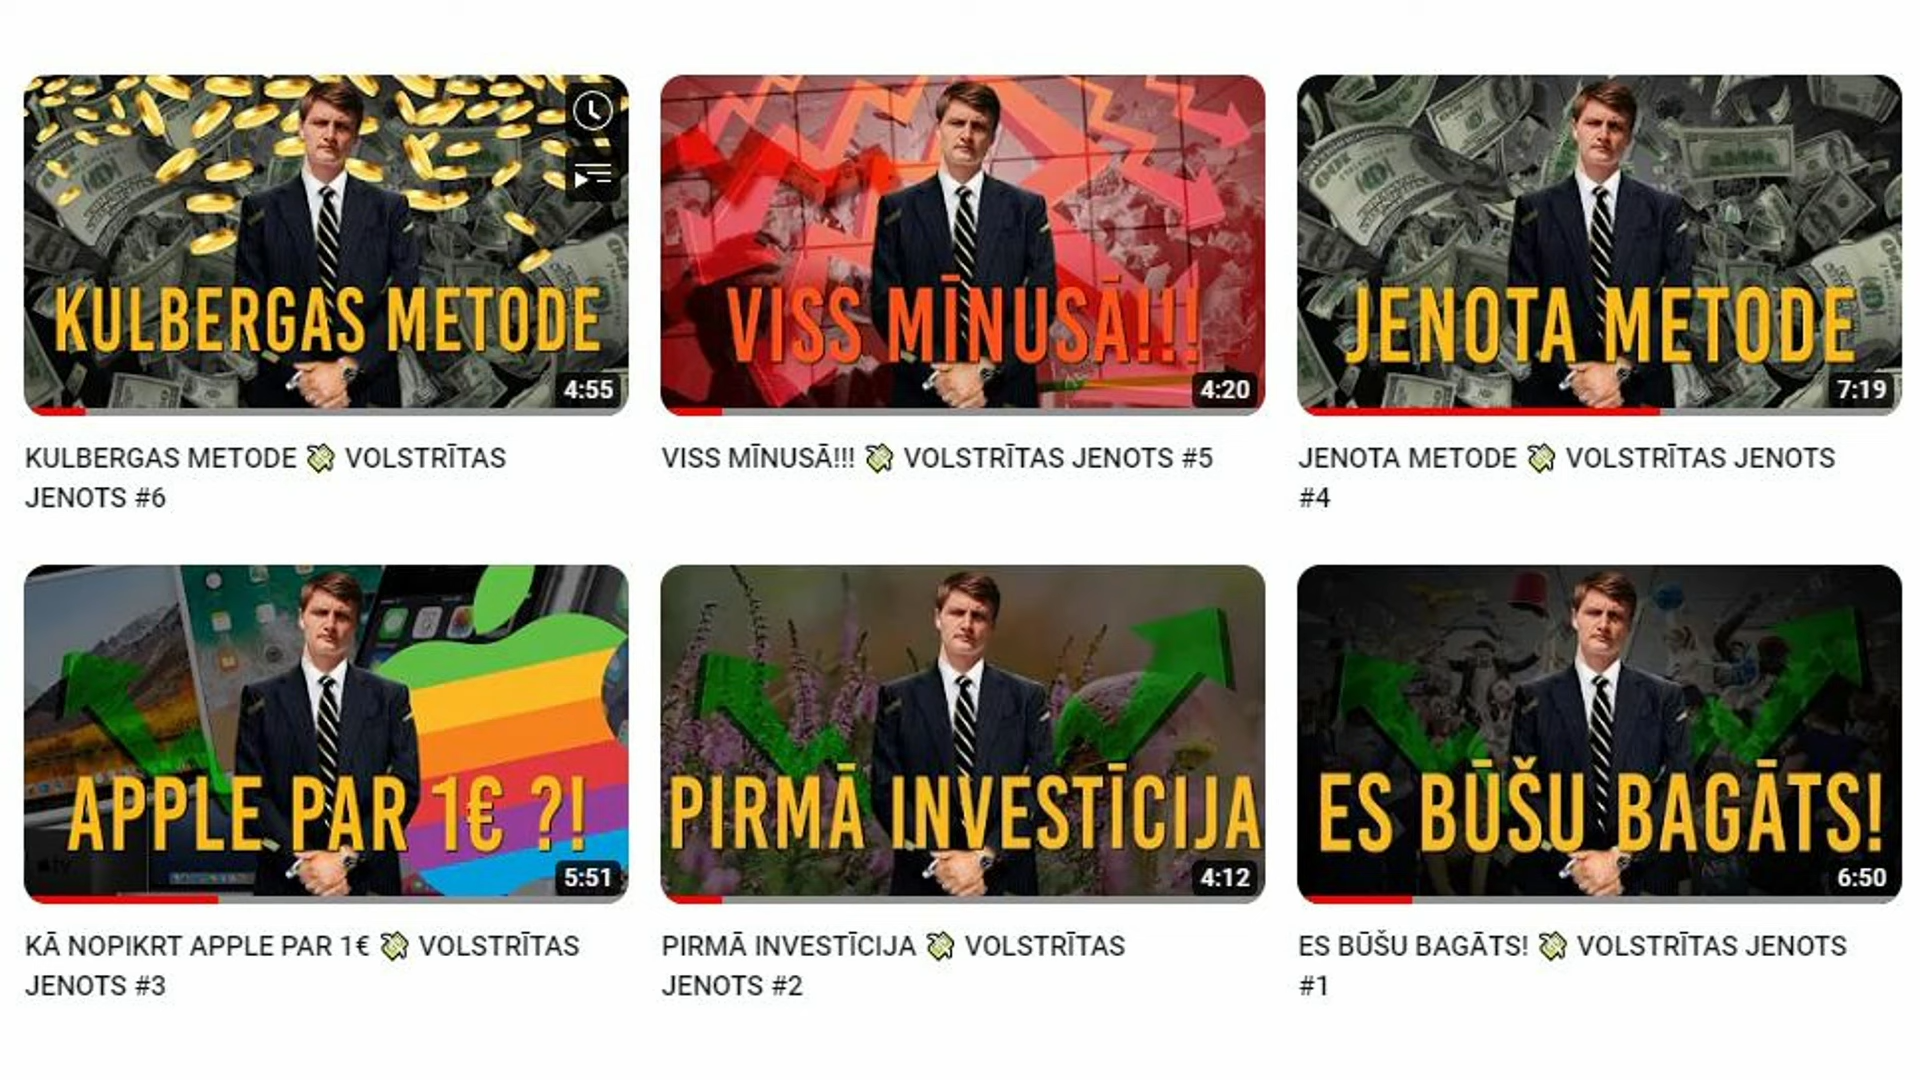 KULBERGAS METODE
4:55
VISS MĪNUSĀ!!!
4:20
JENOTA METODE
7:19
KULBERGAS METODE 💸 VOLSTRĪTAS
JENOTS #6
VISS MĪNUSĀ!!! 💸 VOLSTRĪTAS JENOTS #5
JENOTA METODE 💸 VOLSTRĪTAS JENOTS
#4
APPLE PAR 1€ ?!
5:51
PIRMĀ INVESTĪCIJA
4:12
ES BŪŠU BAGĀTS!
6:50
KĀ NOPIKRT APPLE PAR 1€ 💸 VOLSTRĪTAS
JENOTS #3
PIRMĀ INVESTĪCIJA 💸 VOLSTRĪTAS
JENOTS #2
ES BŪŠU BAGĀTS! 💸 VOLSTRĪTAS JENOTS
#1